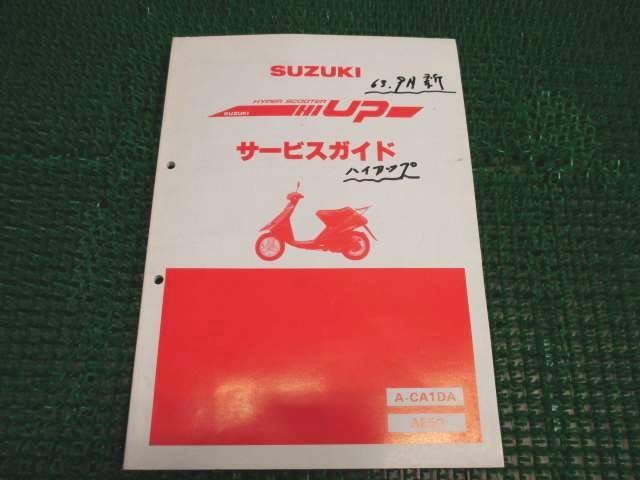 SUZUKI
63.9月 新
HYPER SCOOTER
SUZUKI Hi UP
サービスガイド
ハイアップ
A-CA1DA
AE50